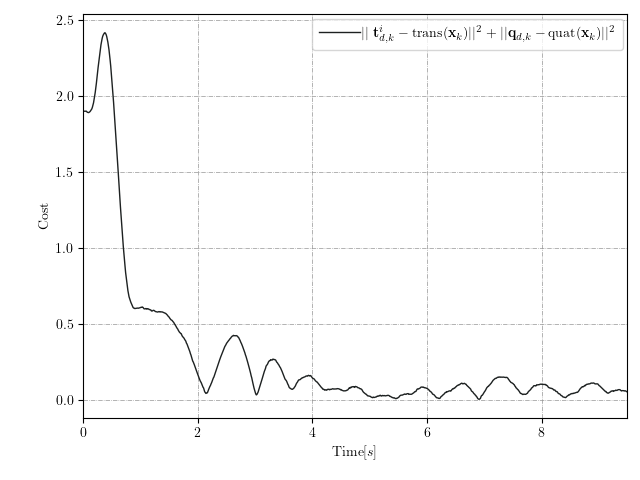 || t^i_{d,k} − trans(x_k)||² + ||q_{d,k} − quat(x_k)||²
2.5
2.0
1.5
1.0
0.5
0.0
Cost
0 2 4 6 8
Time[s]